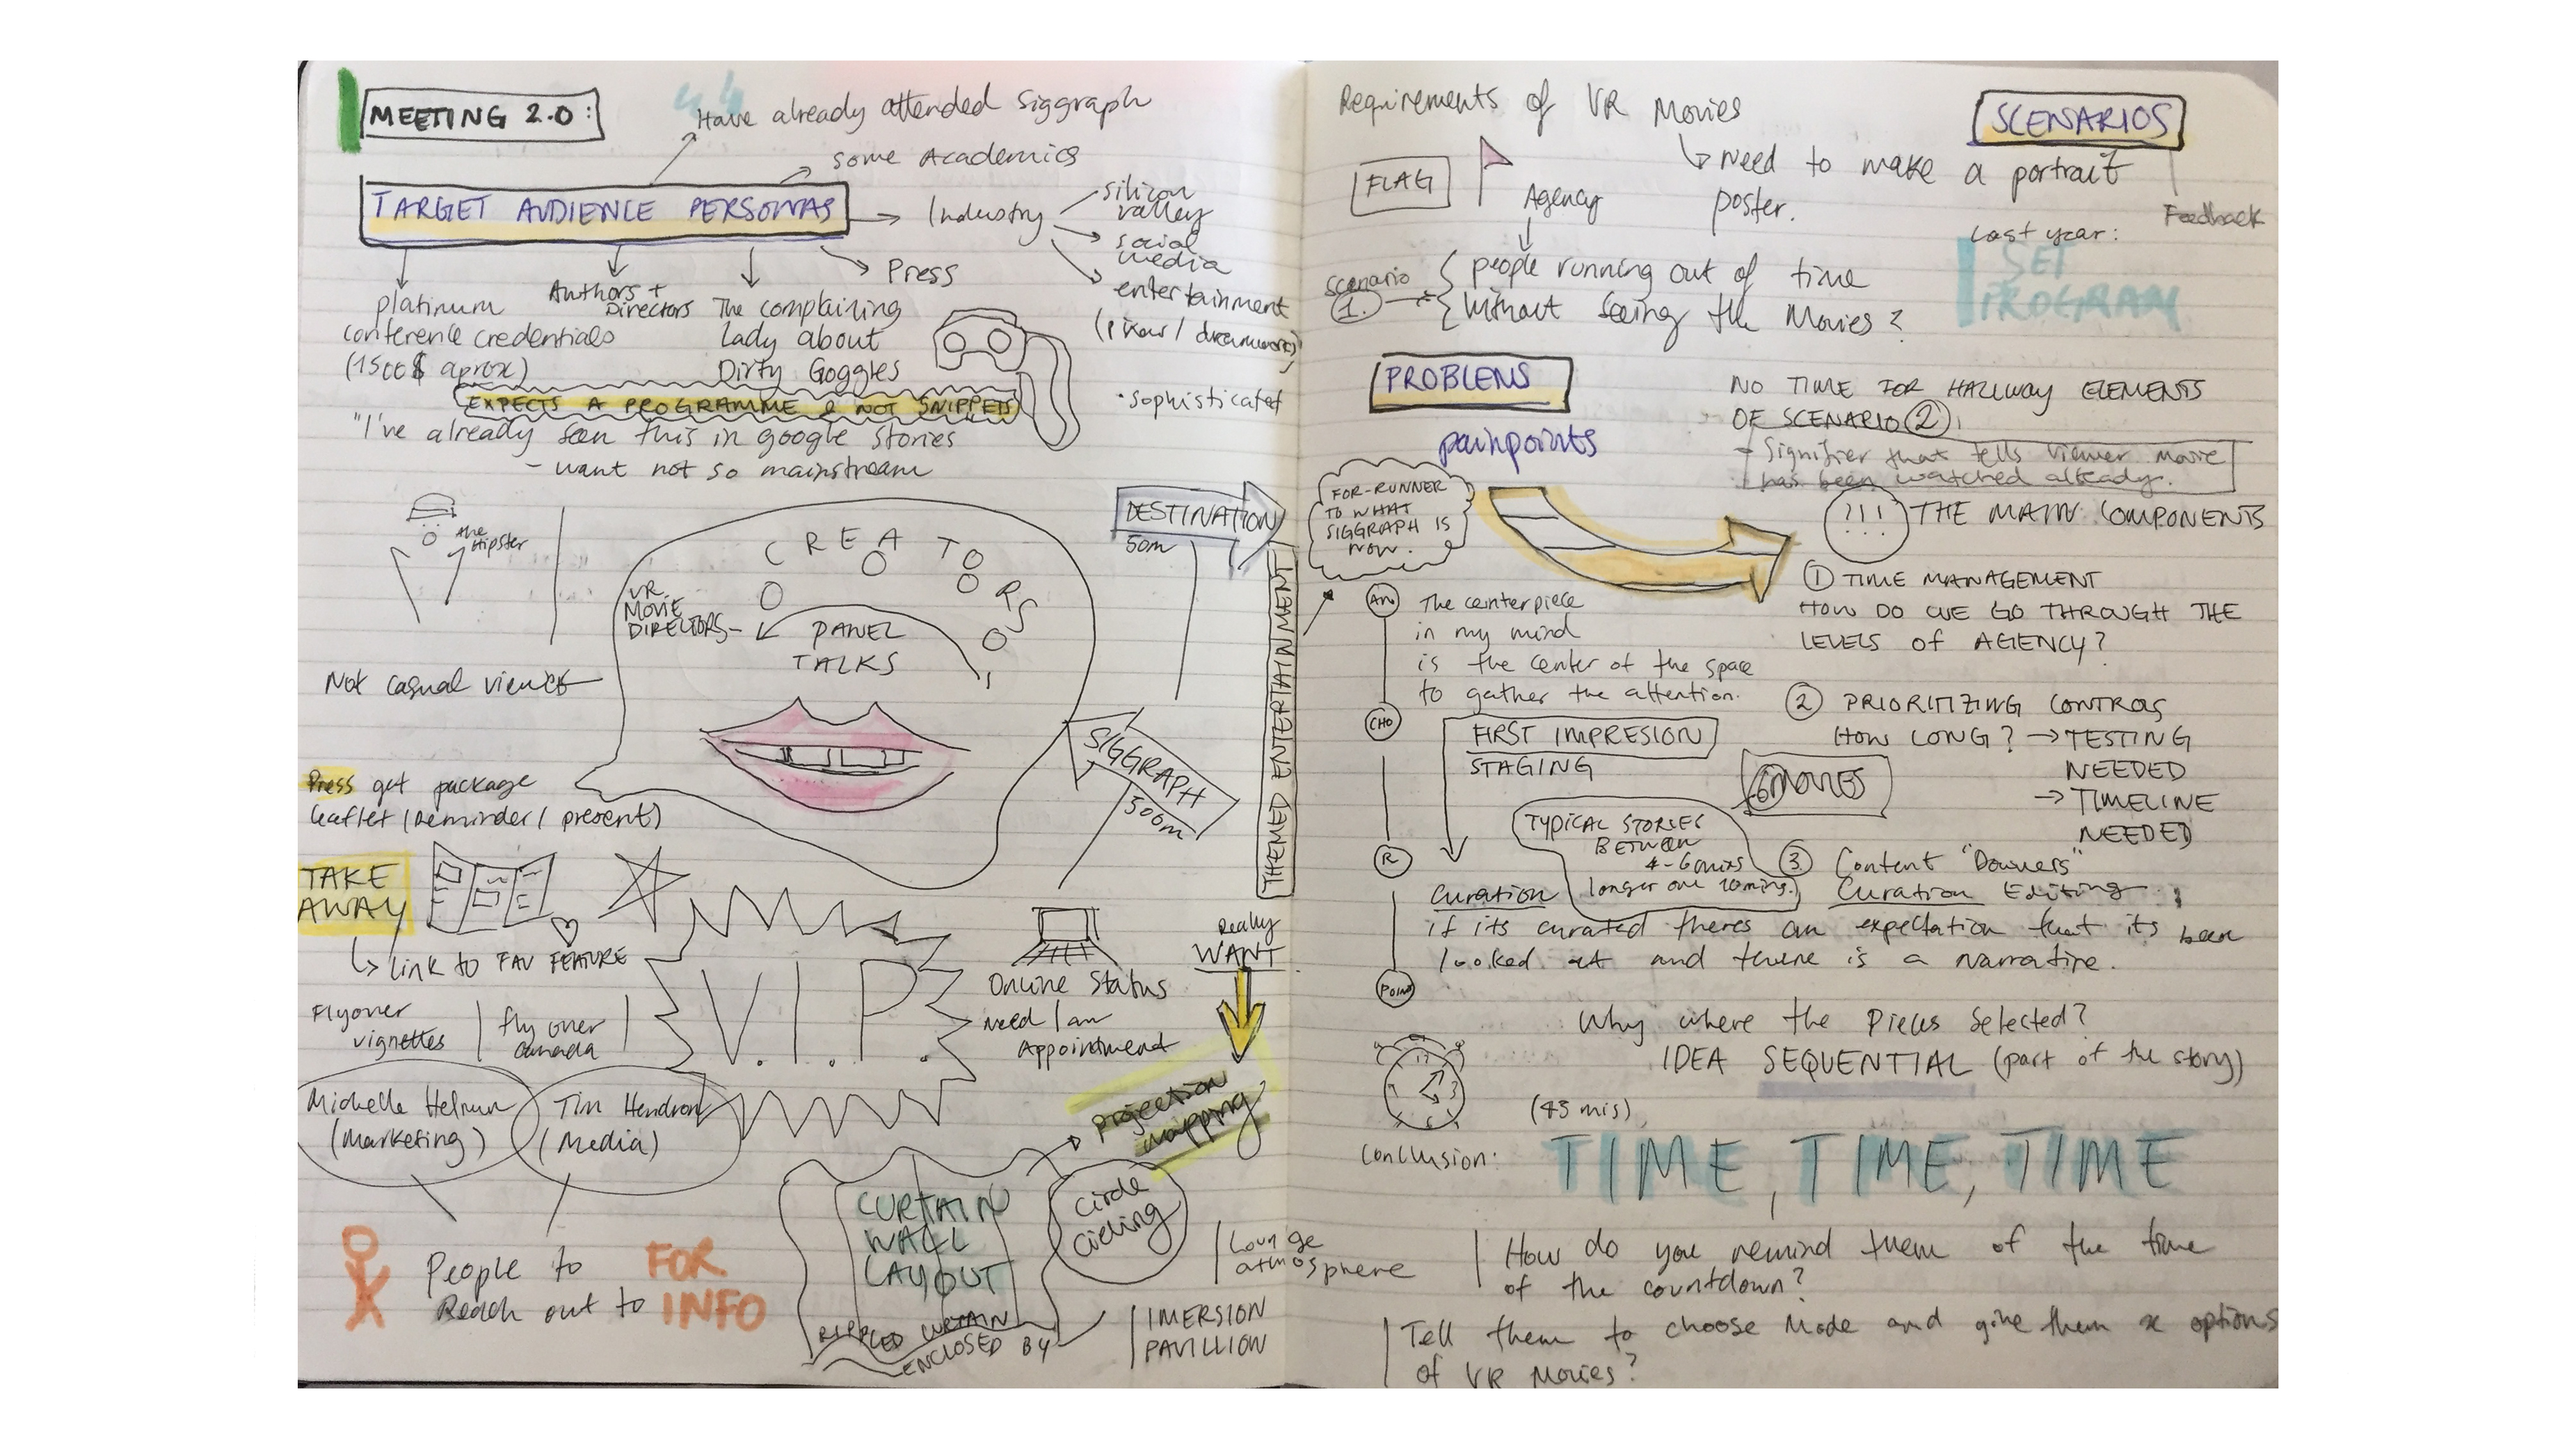 MEETING 2.0:
Have already attended Siggraph
some Academics
TARGET AUDIENCE PERSONAS
Industry
silicon
valley
social
media
entertainment
Press
platinum
conference credentials
(1500$ aprox)
Authors +
Directors
The complaining
lady about
Dirty Goggles
sophisticated
EXPECTS A PROGRAMME & NOT SNIPPETS
"I've already seen this in google stories
- want not so mainstream
the
Hipster
CREATORS
VR
MOVIE
DIRECTORS-
PANEL
TALKS
DESTINATION
50m
Not casual viewer
SIGGRAPH
500m
THEMED ENTERTAINMENT
Press get package
leaflet (Reminder / present)
TAKE
AWAY
link to FAV FEATURE
Flyover
vignettes
fly over
Canada
V.I.P.
Online Status
need / an
Appointment
Really
WANT
projection
mapping
Michelle
(Marketing)
Tim
(Media)
People to
Reach out to
FOR
INFO
CURTAIN
WALL
LAYOUT
RIPPLED CURTAIN
ENCLOSED BY
circle
cieling
Lounge
atmosphere
IMERSION
PAVILLION
Requirements of VR Movies
need to make a portrait
poster.
SCENARIOS
Feedback
FLAG
Agency
Last year:
SET
PROGRAM
scenario
1.
people running out of time
without seeing the Movies?
PROBLEMS
painpoints
NO TIME FOR HALLWAY ELEMENTS
OF SCENARIO 2
- Signifier that tells viewer movie
has been watched already.
FOR-RUNNER
TO WHAT
SIGGRAPH IS
NOW.
!!! THE MAIN COMPONENTS
1 TIME MANAGEMENT
HOW DO WE GO THROUGH THE
LEVELS of AGENCY?
AN
CHO
R
POINT
The centerpiece
in my mind
is the center of the space
to gather the attention.
2 PRIORITIZING CONTROLS
HOW LONG? → TESTING
NEEDED
→ TIMELINE
NEEDED
FIRST IMPRESION
STAGING
6 MOVIES
TYPICAL STORIES
BETWEEN
4-6 mins
longer one 10 mins.
3. Content "Downers"
Curation Editing
Curation
if its curated theres an expectation that its been
looked at and there is a narrative.
Why where the Pieces Selected?
IDEA SEQUENTIAL (part of the story)
(45 mis)
Conclusion:
TIME, TIME, TIME
How do you remind them of the time
of the countdown?
Tell them to choose Mode and give them x options
of VR Movies?